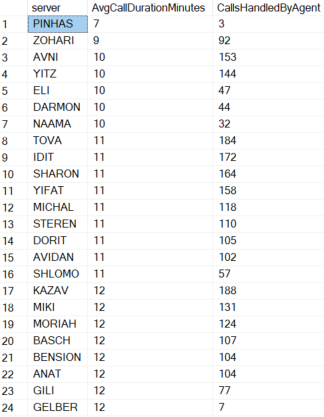 server AvgCallDurationMinutes CallsHandledByAgent
1 PINHAS 7 3
2 ZOHARI 9 92
3 AVNI 10 153
4 YITZ 10 144
5 ELI 10 47
6 DARMON 10 44
7 NAAMA 10 32
8 TOVA 11 184
9 IDIT 11 172
10 SHARON 11 164
11 YIFAT 11 158
12 MICHAL 11 118
13 STEREN 11 110
14 DORIT 11 105
15 AVIDAN 11 102
16 SHLOMO 11 57
17 KAZAV 12 188
18 MIKI 12 131
19 MORIAH 12 124
20 BASCH 12 107
21 BENSION 12 104
22 ANAT 12 104
23 GILI 12 77
24 GELBER 12 7